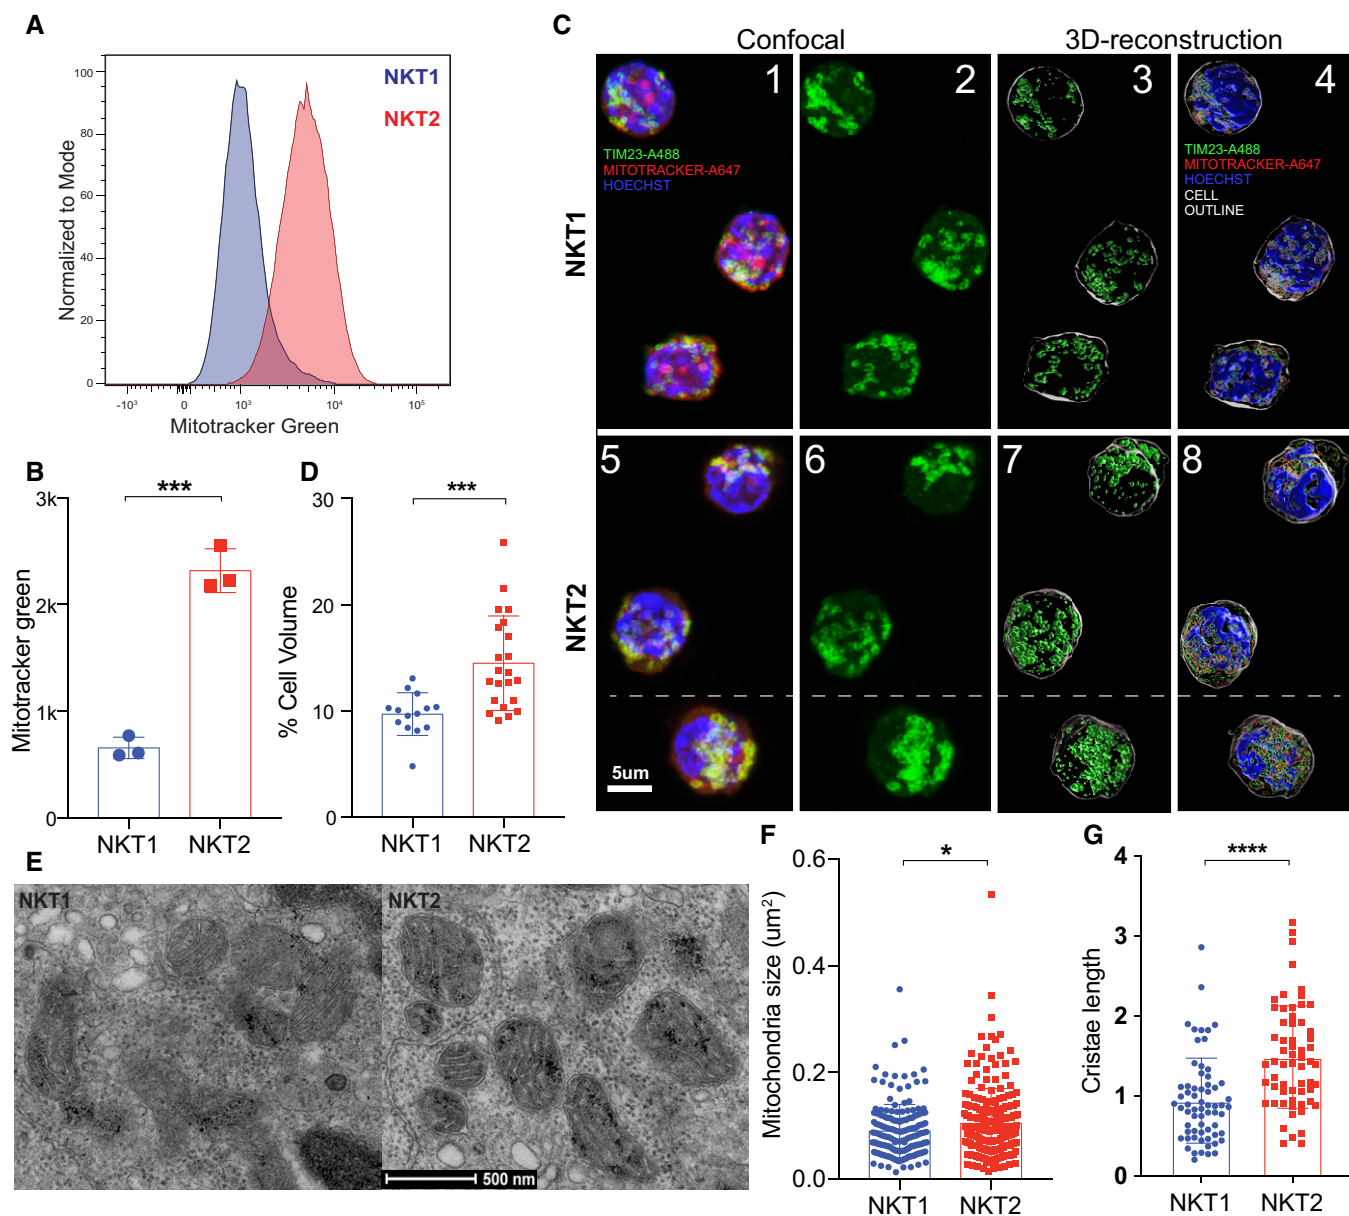 A
NKT1
NKT2
Normalized to Mode
100
80
60
40
20
0
-10³
0
10³
10⁴
10⁵
Mitotracker Green
B
***
3k
2k
1k
0
Mitotracker green
NKT1
NKT2
D
***
30
20
10
0
% Cell Volume
NKT1
NKT2
C
Confocal
3D-reconstruction
NKT1
1
TIM23-A488
MITOTRACKER-A647
HOECHST
2
3
4
TIM23-A488
MITOTRACKER-A647
HOECHST
CELL
OUTLINE
NKT2
5
6
7
8
5um
E
NKT1
NKT2
500 nm
F
*
0.6
0.4
0.2
0.0
Mitochondria size (um²)
NKT1
NKT2
G
****
4
3
2
1
0
Cristae length
NKT1
NKT2